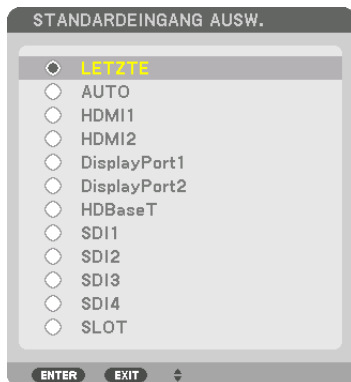 STANDARDEINGANG AUSW.
LETZTE
AUTO
HDMI1
HDMI2
DisplayPort1
DisplayPort2
HDBaseT
SDI1
SDI2
SDI3
SDI4
SLOT
ENTER EXIT